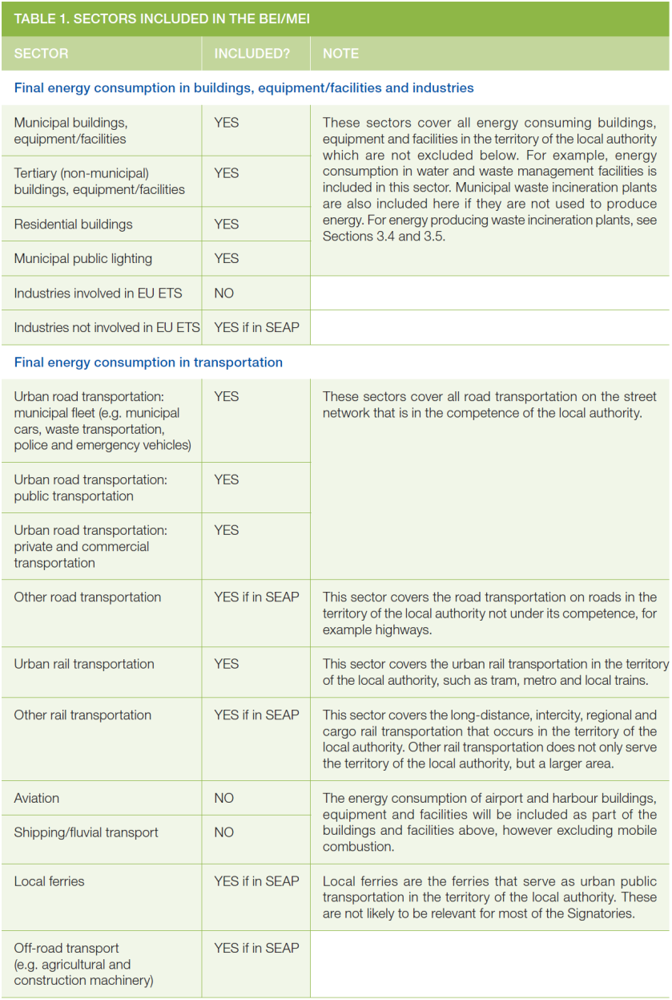 TABLE 1. SECTORS INCLUDED IN THE BEI/MEI
SECTOR INCLUDED? NOTE
Final energy consumption in buildings, equipment/facilities and industries
Municipal buildings,
equipment/facilities
YES
These sectors cover all energy consuming buildings,
equipment and facilities in the territory of the local authority
which are not excluded below. For example, energy
consumption in water and waste management facilities is
included in this sector. Municipal waste incineration plants
are also included here if they are not used to produce
energy. For energy producing waste incineration plants, see
Sections 3.4 and 3.5.
Tertiary (non-municipal)
buildings, equipment/facilities
YES
Residential buildings
YES
Municipal public lighting
YES
Industries involved in EU ETS
NO
Industries not involved in EU ETS
YES if in SEAP
Final energy consumption in transportation
Urban road transportation:
municipal fleet (e.g. municipal
cars, waste transportation,
police and emergency vehicles)
YES
These sectors cover all road transportation on the street
network that is in the competence of the local authority.
Urban road transportation:
public transportation
YES
Urban road transportation:
private and commercial
transportation
YES
Other road transportation
YES if in SEAP
This sector covers the road transportation on roads in the
territory of the local authority not under its competence, for
example highways.
Urban rail transportation
YES
This sector covers the urban rail transportation in the territory
of the local authority, such as tram, metro and local trains.
Other rail transportation
YES if in SEAP
This sector covers the long-distance, intercity, regional and
cargo rail transportation that occurs in the territory of the
local authority. Other rail transportation does not only serve
the territory of the local authority, but a larger area.
Aviation
NO
The energy consumption of airport and harbour buildings,
equipment and facilities will be included as part of the
buildings and facilities above, however excluding mobile
combustion.
Shipping/fluvial transport
NO
Local ferries
YES if in SEAP
Local ferries are the ferries that serve as urban public
transportation in the territory of the local authority. These
are not likely to be relevant for most of the Signatories.
Off-road transport
(e.g. agricultural and
construction machinery)
YES if in SEAP